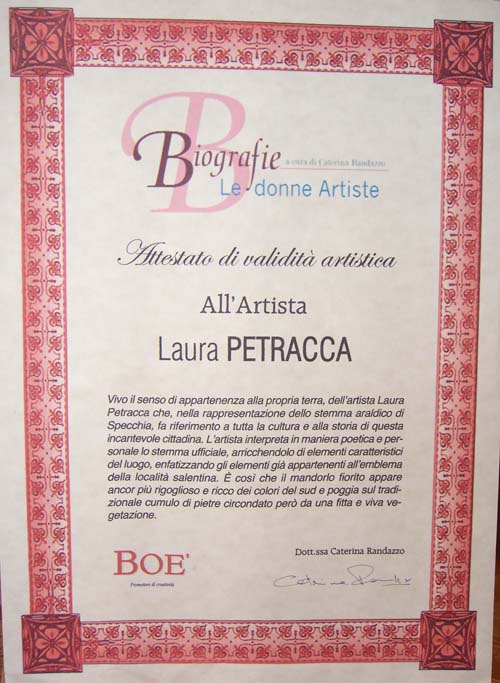 Biografie a cura di Caterina Randazzo
Le donne Artiste
Attestato di validità artistica
All'Artista
Laura PETRACCA
Vivo il senso di appartenenza alla propria terra, dell'artista Laura
Petracca che, nella rappresentazione dello stemma araldico di
Specchia, fa riferimento a tutta la cultura e alla storia di questa
incantevole cittadina. L'artista interpreta in maniera poetica e per-
sonale lo stemma ufficiale, arricchendolo di elementi caratteristici
del luogo, enfatizzando gli elementi già appartenenti all'emblema
della località salentina. È così che il mandorlo fiorito appare
ancor più rigoglioso e ricco dei colori del sud e poggia sul tradi-
zionale cumulo di pietre circondato però da una fitta e viva ve-
getazione.
Dott.ssa Caterina Randazzo
BOE'
Promotore di creatività